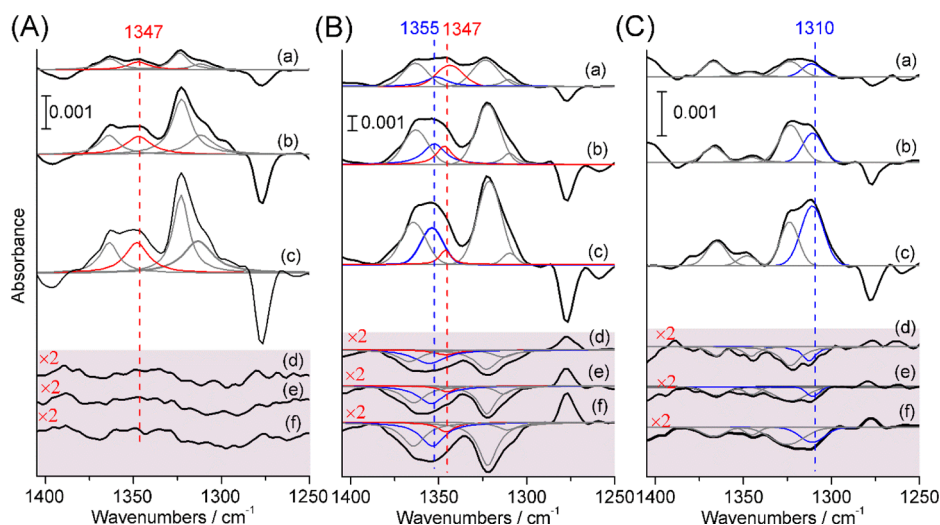 (A) 1347
(a)
0.001
(b)
(c)
×2
(d)
×2
(e)
×2
(f)
1400 1350 1300 1250
Wavenumbers / cm-1
Absorbance
(B) 1355 1347
(a)
0.001
(b)
(c)
×2
(d)
×2
(e)
×2
(f)
1400 1350 1300 1250
Wavenumbers / cm-1
(C) 1310
(a)
0.001
(b)
(c)
×2
(d)
×2
(e)
×2
(f)
1400 1350 1300 1250
Wavenumbers / cm-1